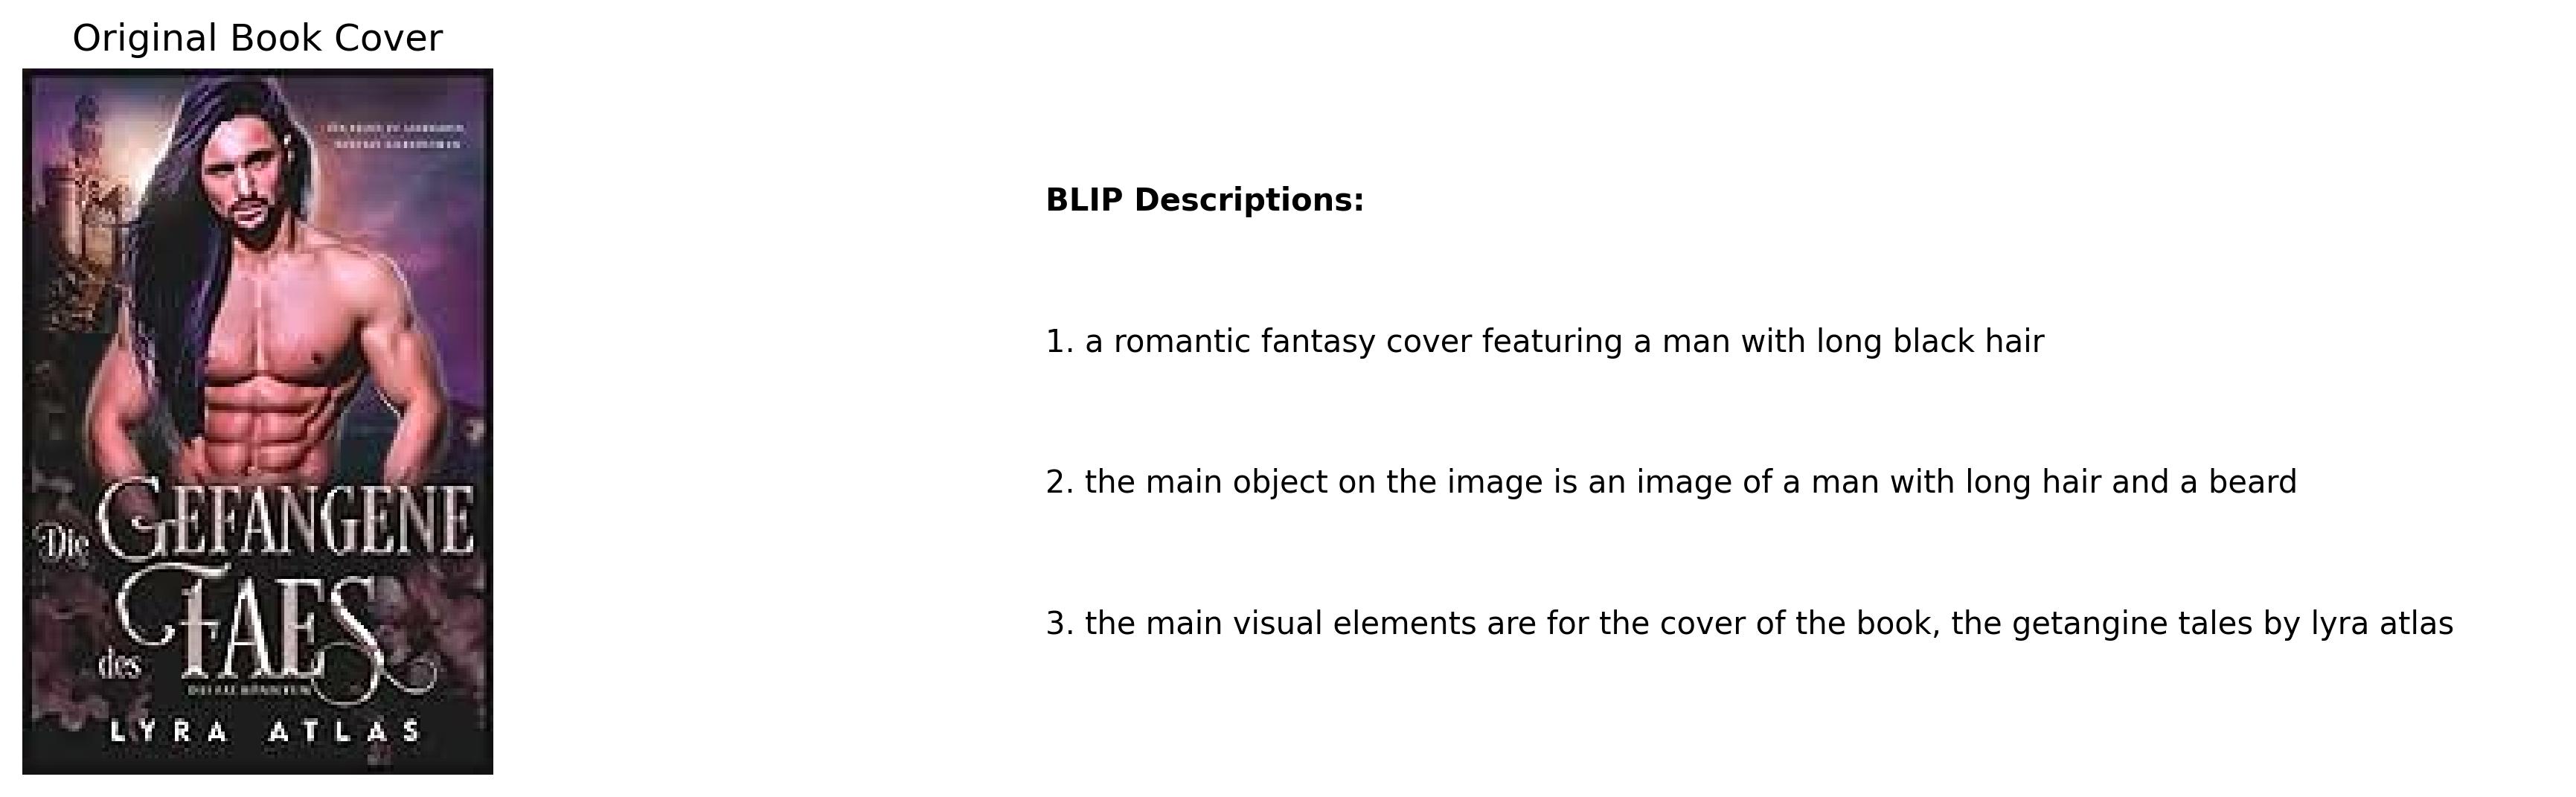 Original Book Cover
Die GEFANGENE
des FAES
LYRA ATLAS
BLIP Descriptions:
1. a romantic fantasy cover featuring a man with long black hair
2. the main object on the image is an image of a man with long hair and a beard
3. the main visual elements are for the cover of the book, the getangine tales by lyra atlas